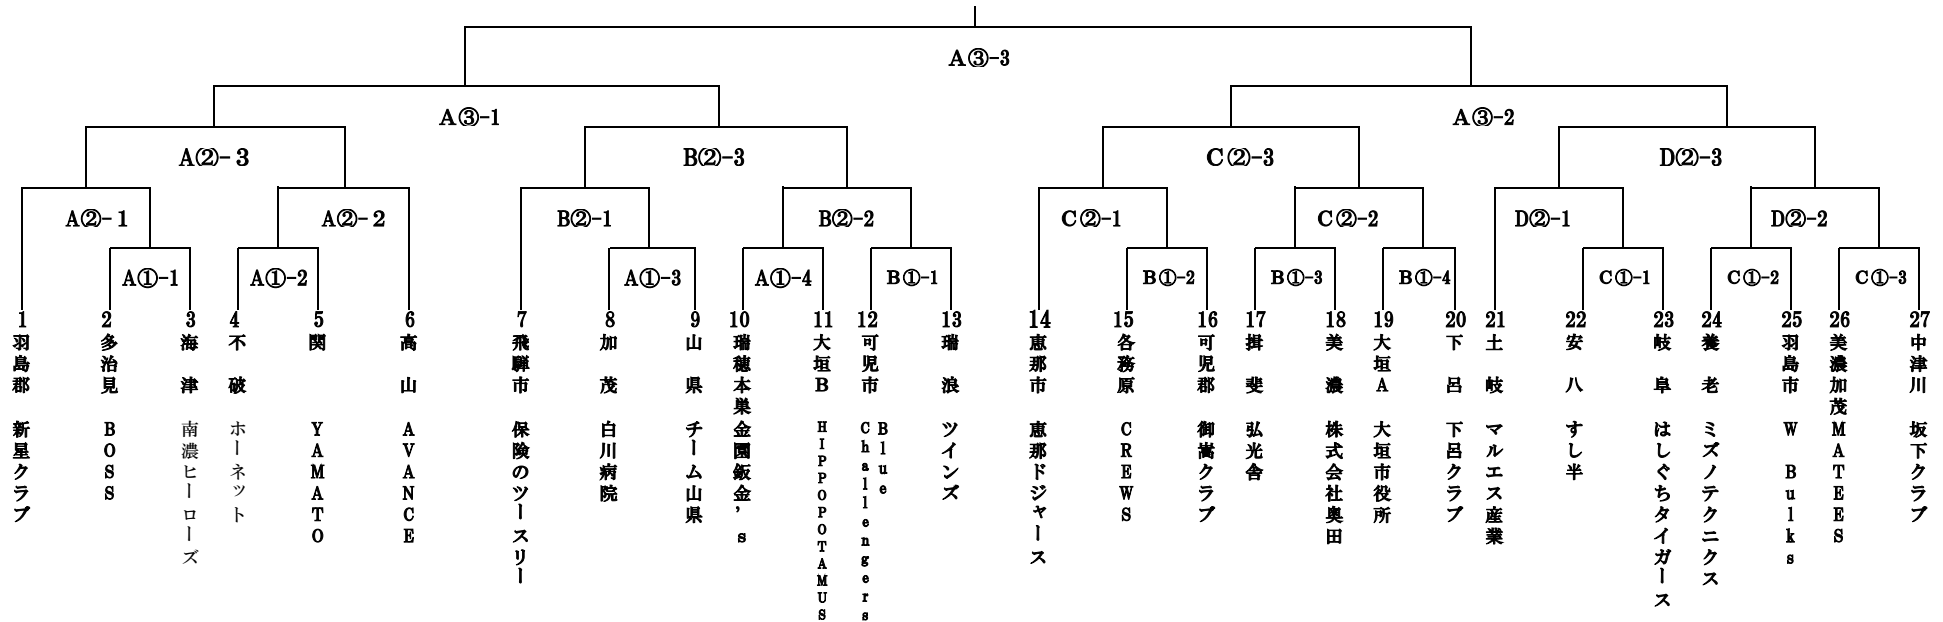 A③-3
A③-1
A③-2
A②-3
B②-3
C②-3
D②-3
A②-1
A②-2
B②-1
B②-2
C②-1
C②-2
D②-1
D②-2
A①-1
A①-2
A①-3
A①-4
B①-1
B①-2
B①-3
B①-4
C①-1
C①-2
C①-3
1 羽島郡 新星クラブ
2 多治見 BOSS
3 海津 南濃ヒーローズ
4 不破 ホーネット
5 関 YAMATO
6 高山 AVANCE
7 飛騨市 保険のツースリー
8 加茂 白川病院
9 山県 チーム山県
10 瑞穂本巣 金園鈑金's
11 大垣B HIPPOPOTAMUS
12 可児市 Blue Challengers
13 瑞浪 ツインズ
14 恵那市 恵那ドジャース
15 各務原 CREWS
16 可児郡 御嵩クラブ
17 揖斐 弘光舎
18 美濃 株式会社奥田
19 大垣A 大垣市役所
20 下呂 下呂クラブ
21 土岐 マルエス産業
22 安八 すし半
23 岐阜 はしぐちタイガース
24 養老 ミズノテクニクス
25 羽島市 W Bulks
26 美濃加茂 MATEES
27 中津川 坂下クラブ